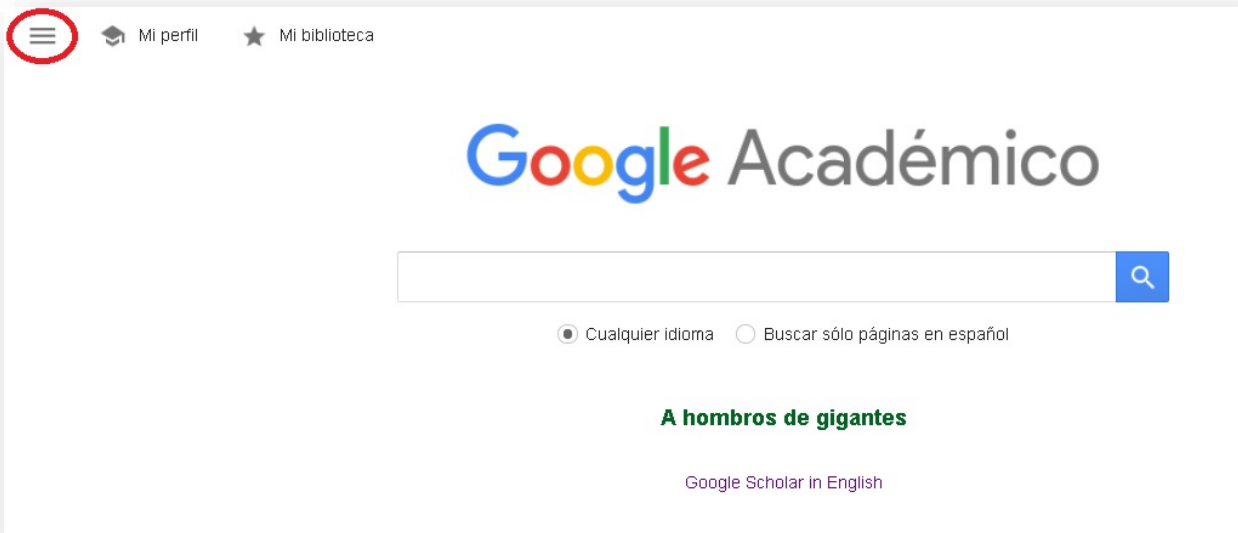 Mi perfil Mi biblioteca
Google Académico
Cualquier idioma Buscar sólo páginas en español
A hombros de gigantes
Google Scholar in English